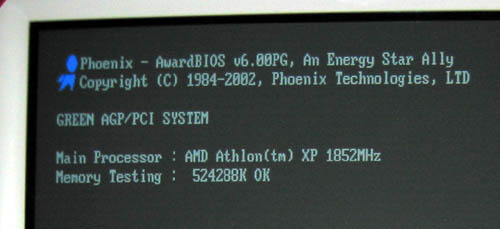 Phoenix - AwardBIOS v6.00PG, An Energy Star Ally
Copyright (C) 1984-2002, Phoenix Technologies, LTD
GREEN AGP/PCI SYSTEM
Main Processor : AMD Athlon(tm) XP 1852MHz
Memory Testing : 524288K OK